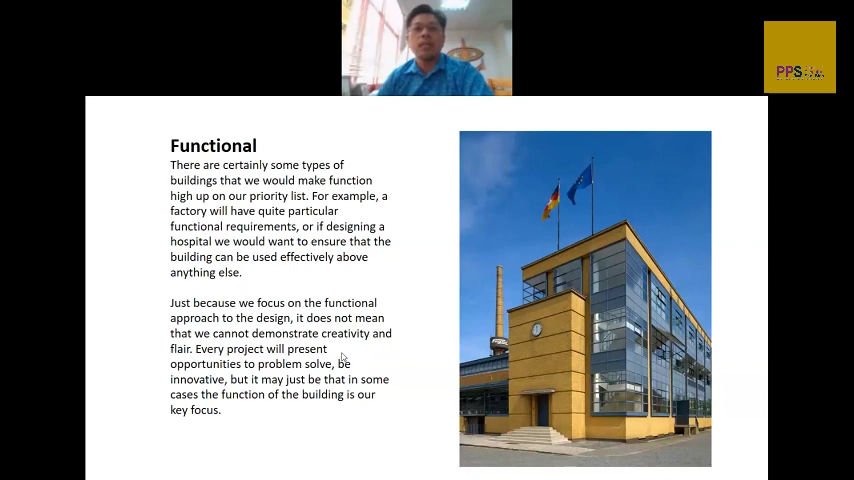 Functional
There are certainly some types of
buildings that we would make function
high up on our priority list. For example, a
factory will have quite particular
functional requirements, or if designing a
hospital we would want to ensure that the
building can be used effectively above
anything else.
Just because we focus on the functional
approach to the design, it does not mean
that we cannot demonstrate creativity and
flair. Every project will present
opportunities to problem solve, be
innovative, but it may just be that in some
cases the function of the building is our
key focus.